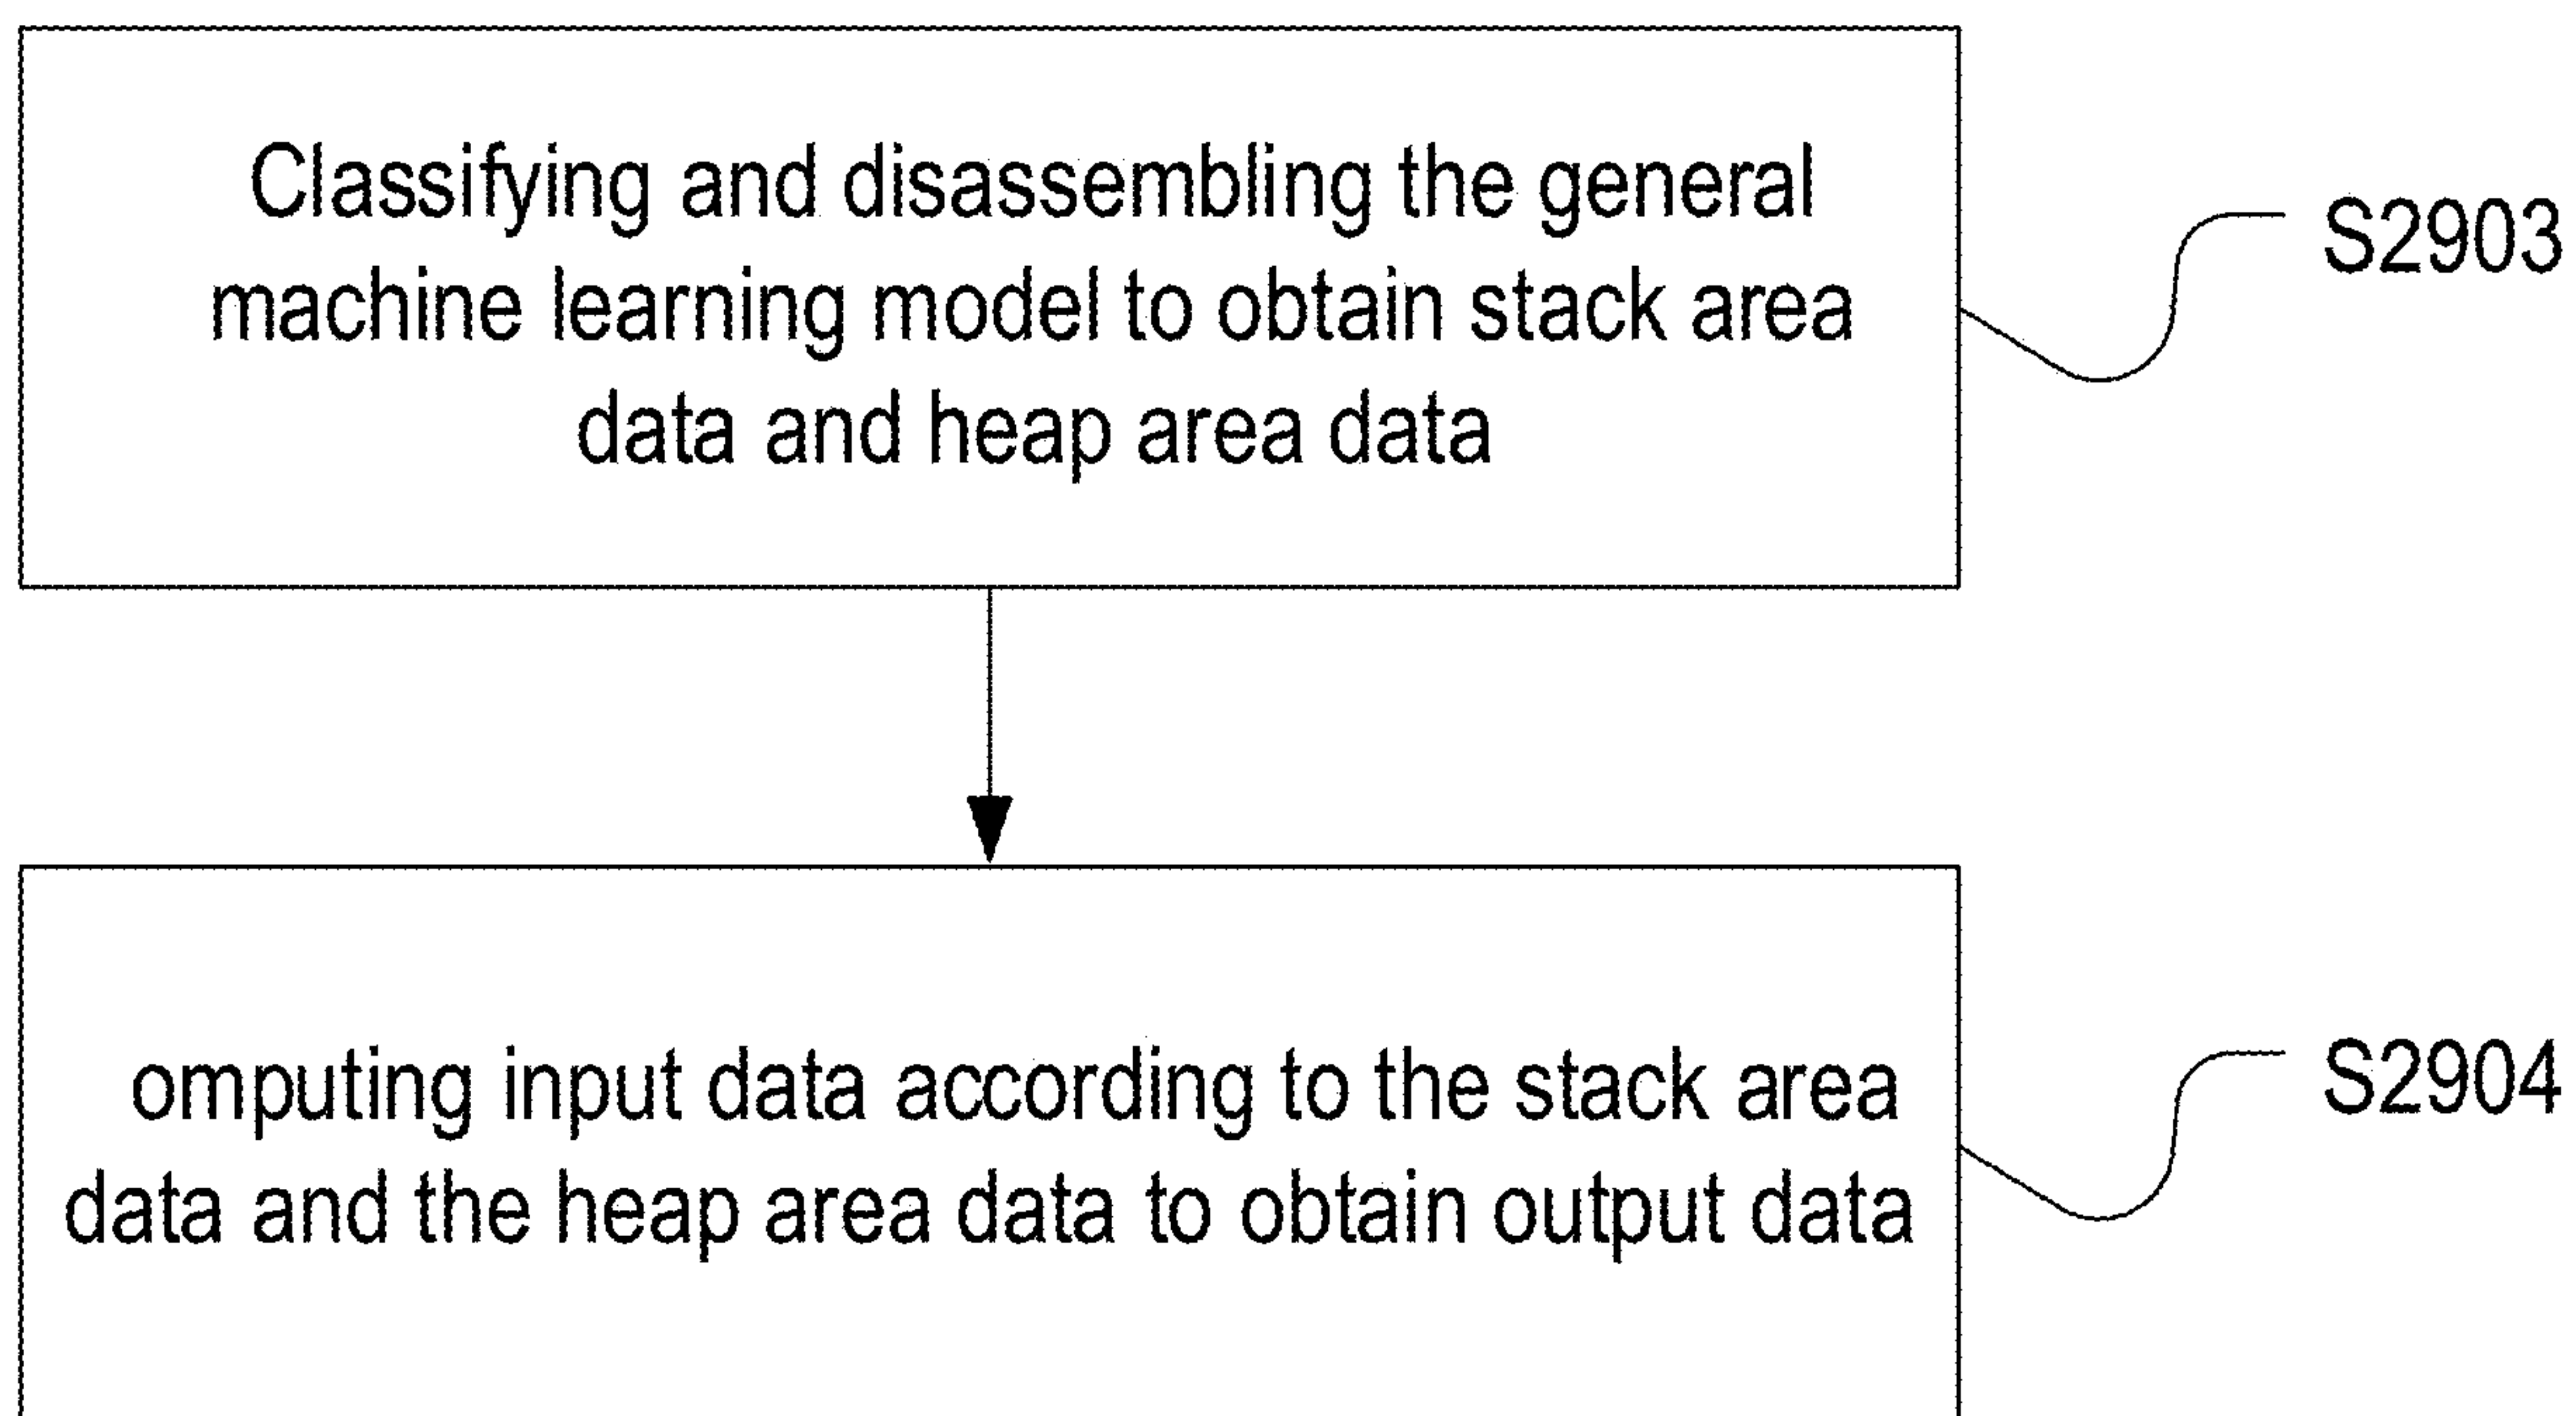 Classifying and disassembling the general
machine learning model to obtain stack area
data and heap area data
S2903
omputing input data according to the stack area
data and the heap area data to obtain output data
S2904